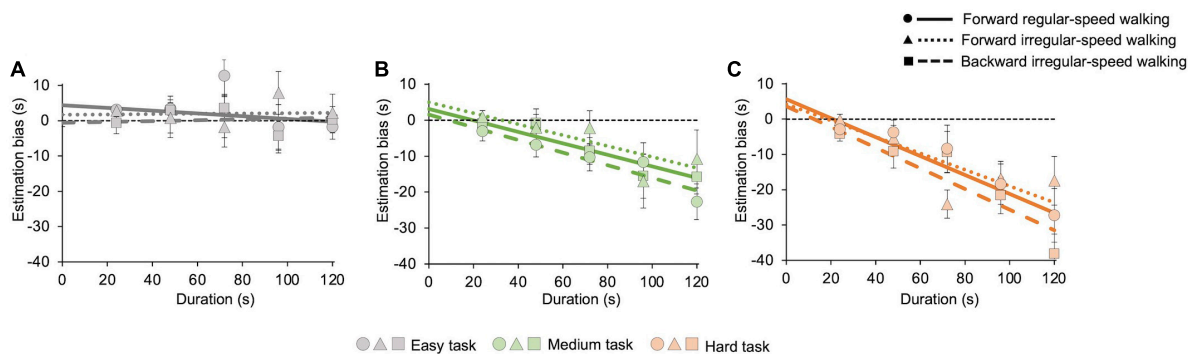 Forward regular-speed walking
Forward irregular-speed walking
Backward irregular-speed walking
A
10
0
-10
-20
-30
-40
Estimation bias (s)
0 20 40 60 80 100 120
Duration (s)
B
10
0
-10
-20
-30
-40
Estimation bias (s)
0 20 40 60 80 100 120
Duration (s)
C
10
0
-10
-20
-30
-40
Estimation bias (s)
0 20 40 60 80 100 120
Duration (s)
Easy task Medium task Hard task